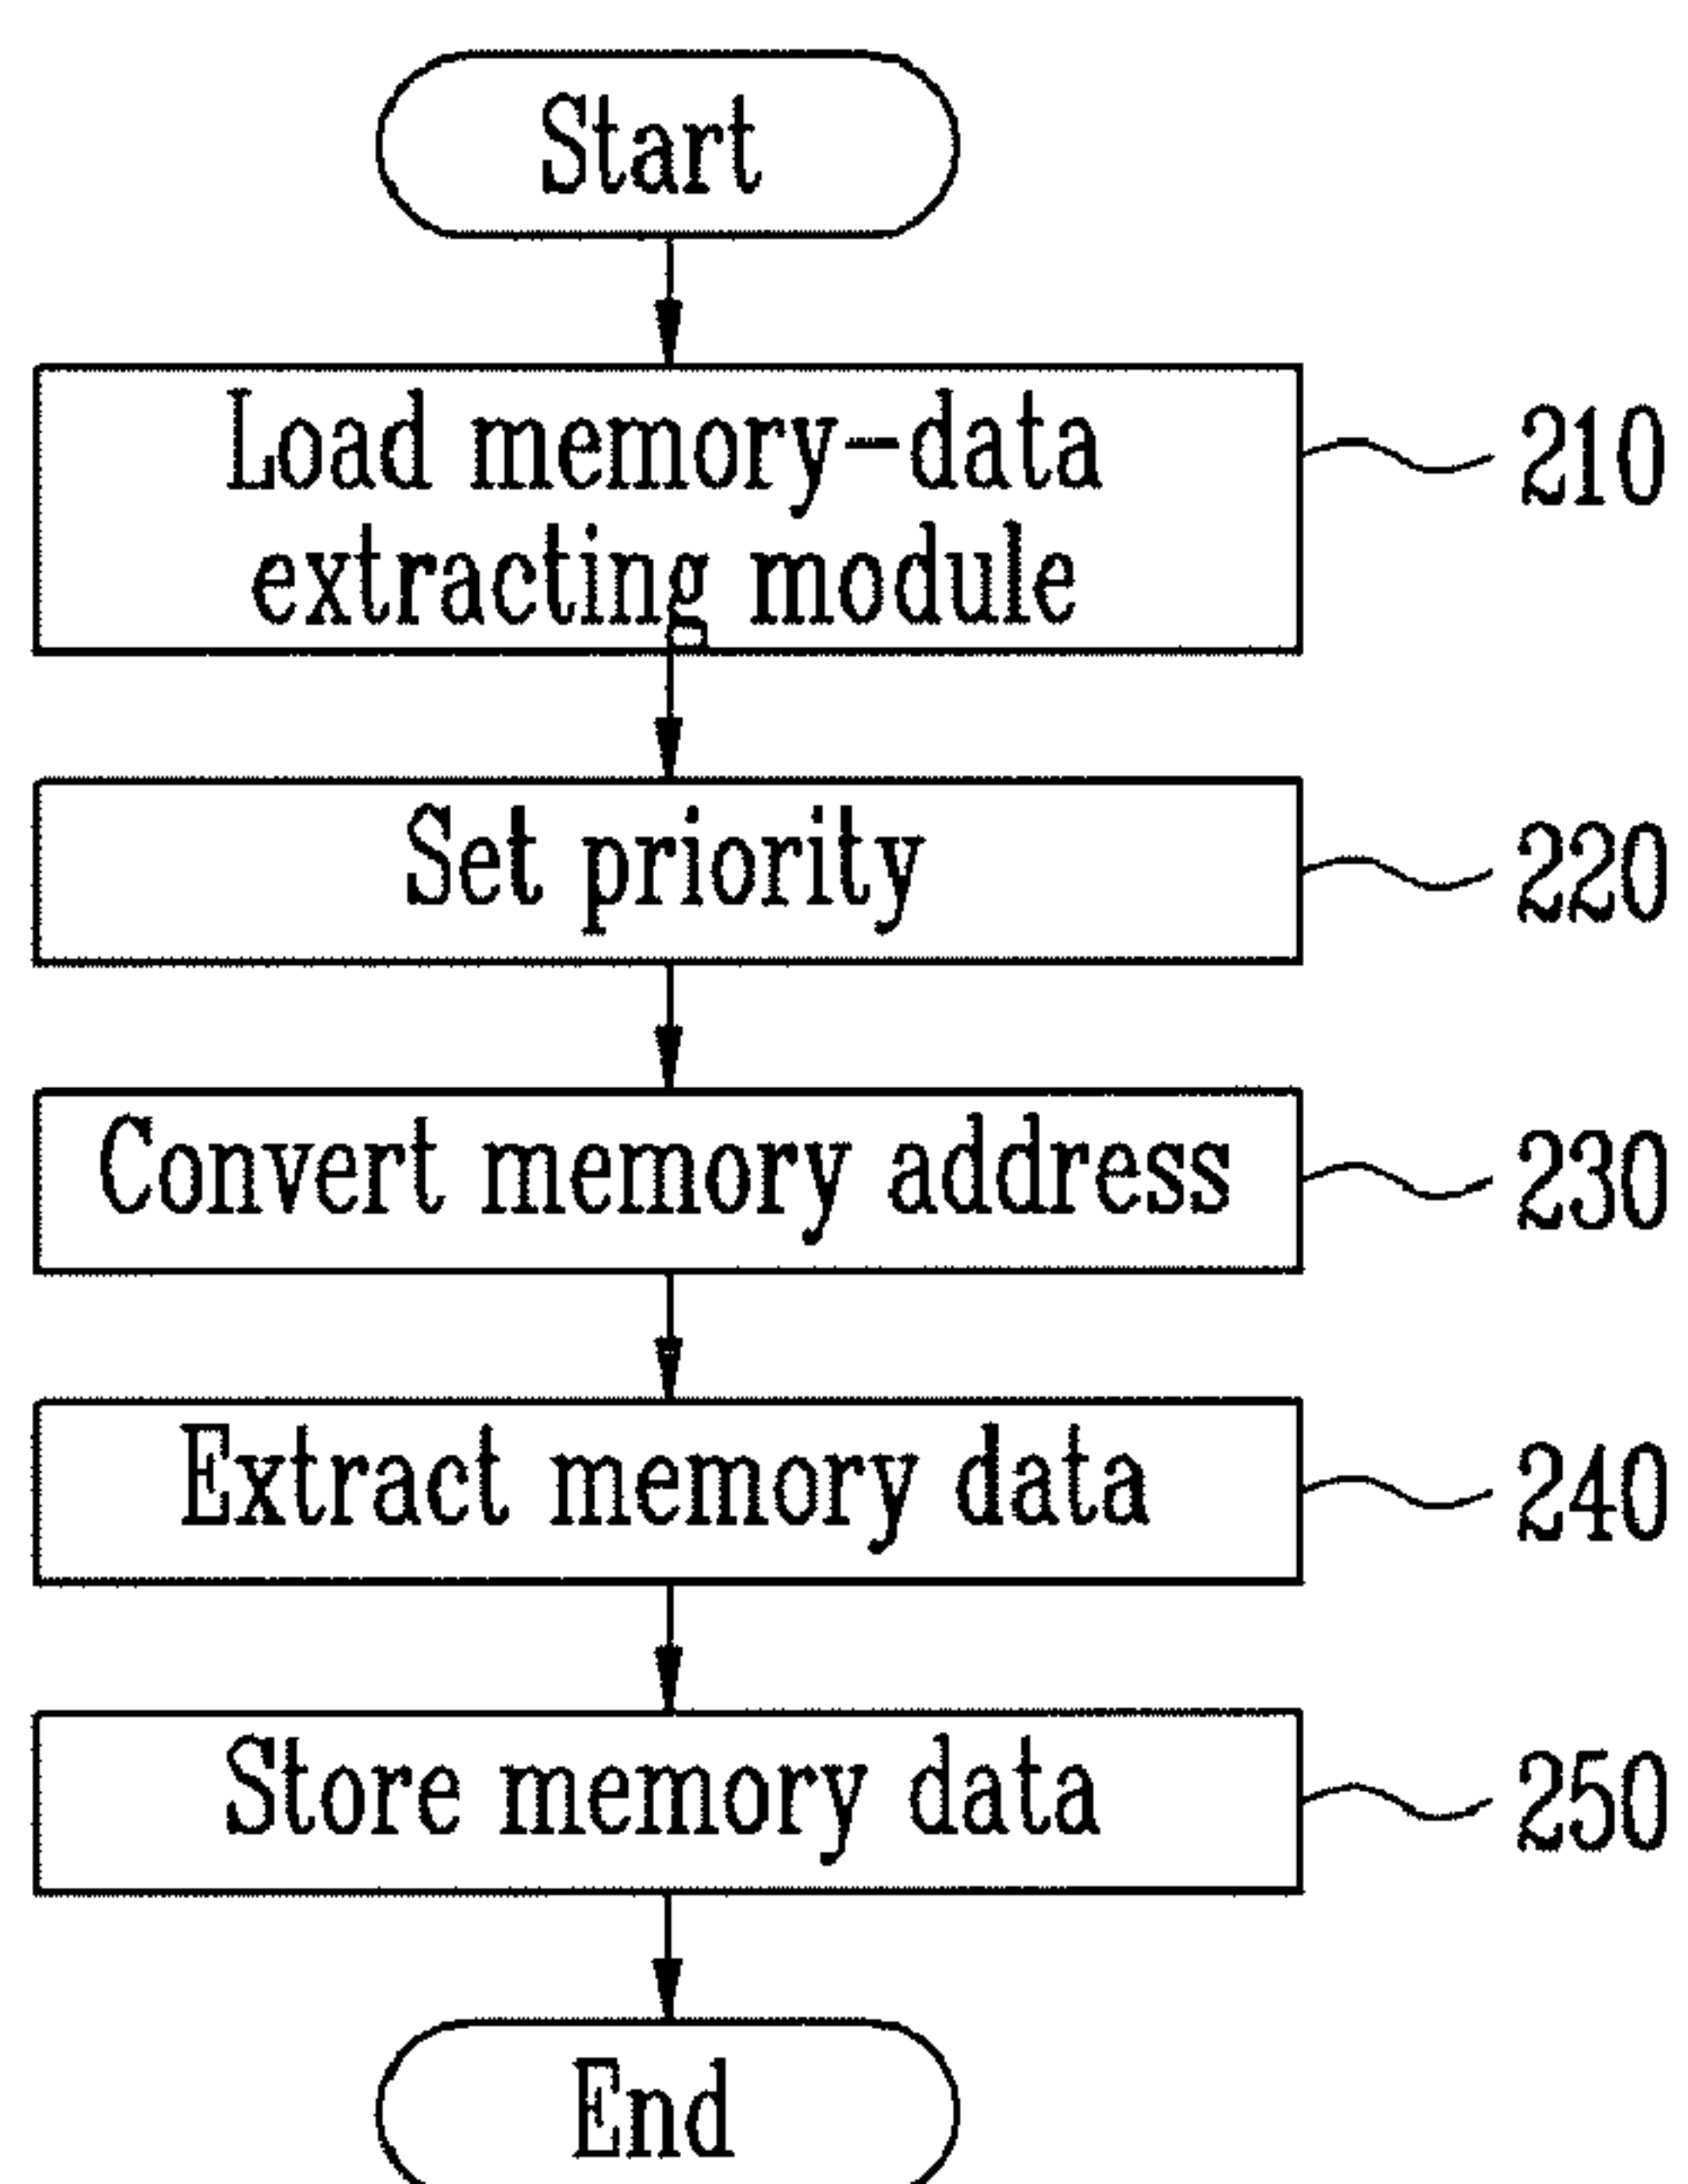 Start
Load memory-data
extracting module
210
Set priority
220
Convert memory address
230
Extract memory data
240
Store memory data
250
End